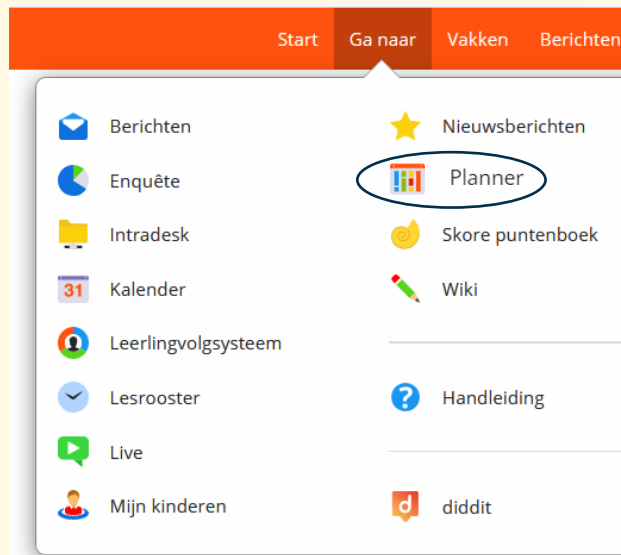 Start Ga naar Vakken Berichten
Berichten
Enquête
Intradesk
31 Kalender
Leerlingvolgsysteem
Lesrooster
Live
Mijn kinderen
Nieuwsberichten
Planner
Skore puntenboek
Wiki
? Handleiding
d diddit